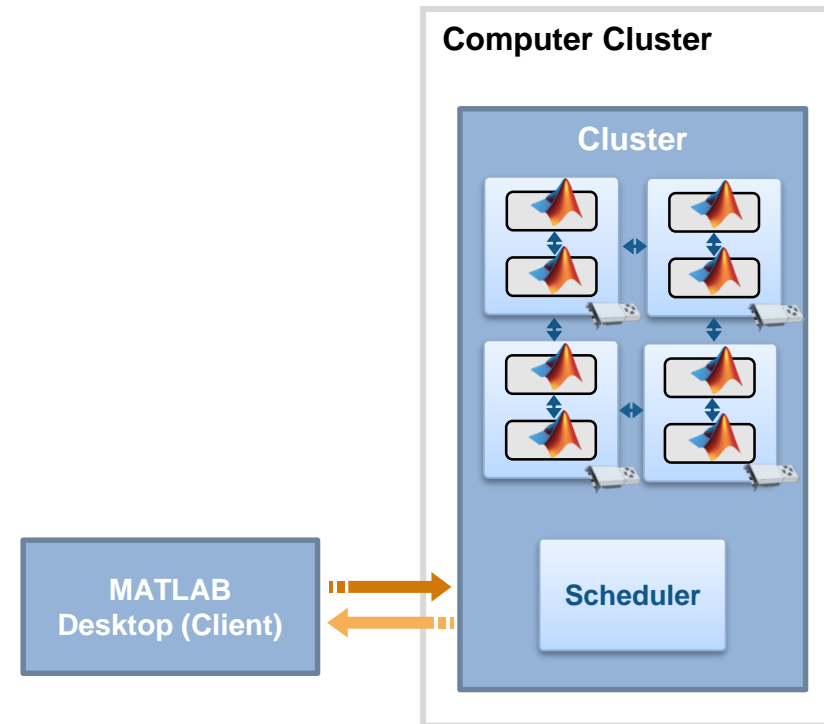 Computer Cluster
Cluster
Scheduler
MATLAB
Desktop (Client)